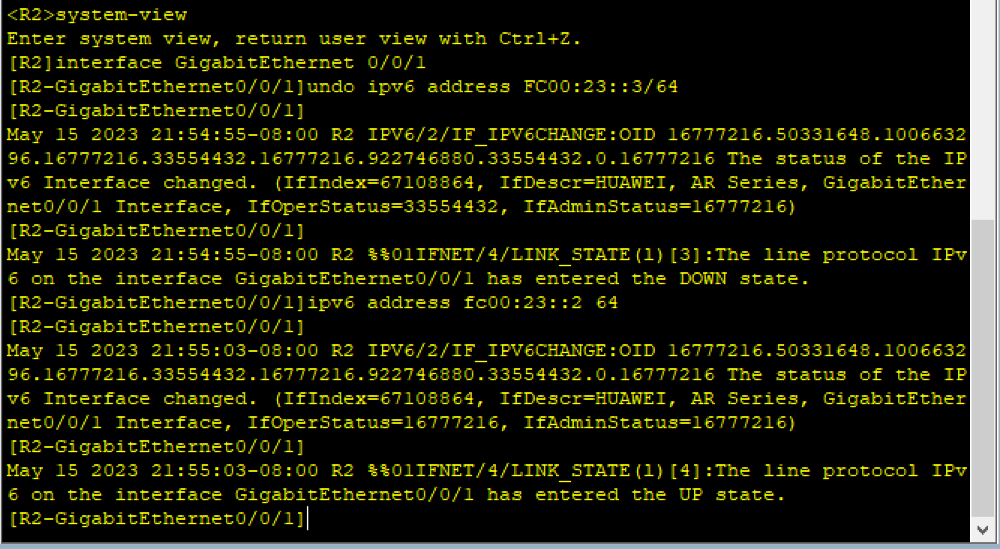 <R2>system-view
Enter system view, return user view with Ctrl+Z.
[R2]interface GigabitEthernet 0/0/1
[R2-GigabitEthernet0/0/1]undo ipv6 address FC00:23::3/64
[R2-GigabitEthernet0/0/1]
May 15 2023 21:54:55-08:00 R2 IPV6/2/IF_IPV6CHANGE:OID 16777216.50331648.1006632
96.16777216.33554432.16777216.922746880.33554432.0.16777216 The status of the IP
v6 Interface changed. (IfIndex=67108864, IfDescr=HUAWEI, AR Series, GigabitEther
net0/0/1 Interface, IfOperStatus=33554432, IfAdminStatus=16777216)
[R2-GigabitEthernet0/0/1]
May 15 2023 21:54:55-08:00 R2 %%01IFNET/4/LINK_STATE(l)[3]:The line protocol IPv
6 on the interface GigabitEthernet0/0/1 has entered the DOWN state.
[R2-GigabitEthernet0/0/1]ipv6 address fc00:23::2 64
[R2-GigabitEthernet0/0/1]
May 15 2023 21:55:03-08:00 R2 IPV6/2/IF_IPV6CHANGE:OID 16777216.50331648.1006632
96.16777216.33554432.16777216.922746880.33554432.0.16777216 The status of the IP
v6 Interface changed. (IfIndex=67108864, IfDescr=HUAWEI, AR Series, GigabitEther
net0/0/1 Interface, IfOperStatus=16777216, IfAdminStatus=16777216)
[R2-GigabitEthernet0/0/1]
May 15 2023 21:55:03-08:00 R2 %%01IFNET/4/LINK_STATE(l)[4]:The line protocol IPv
6 on the interface GigabitEthernet0/0/1 has entered the UP state.
[R2-GigabitEthernet0/0/1]